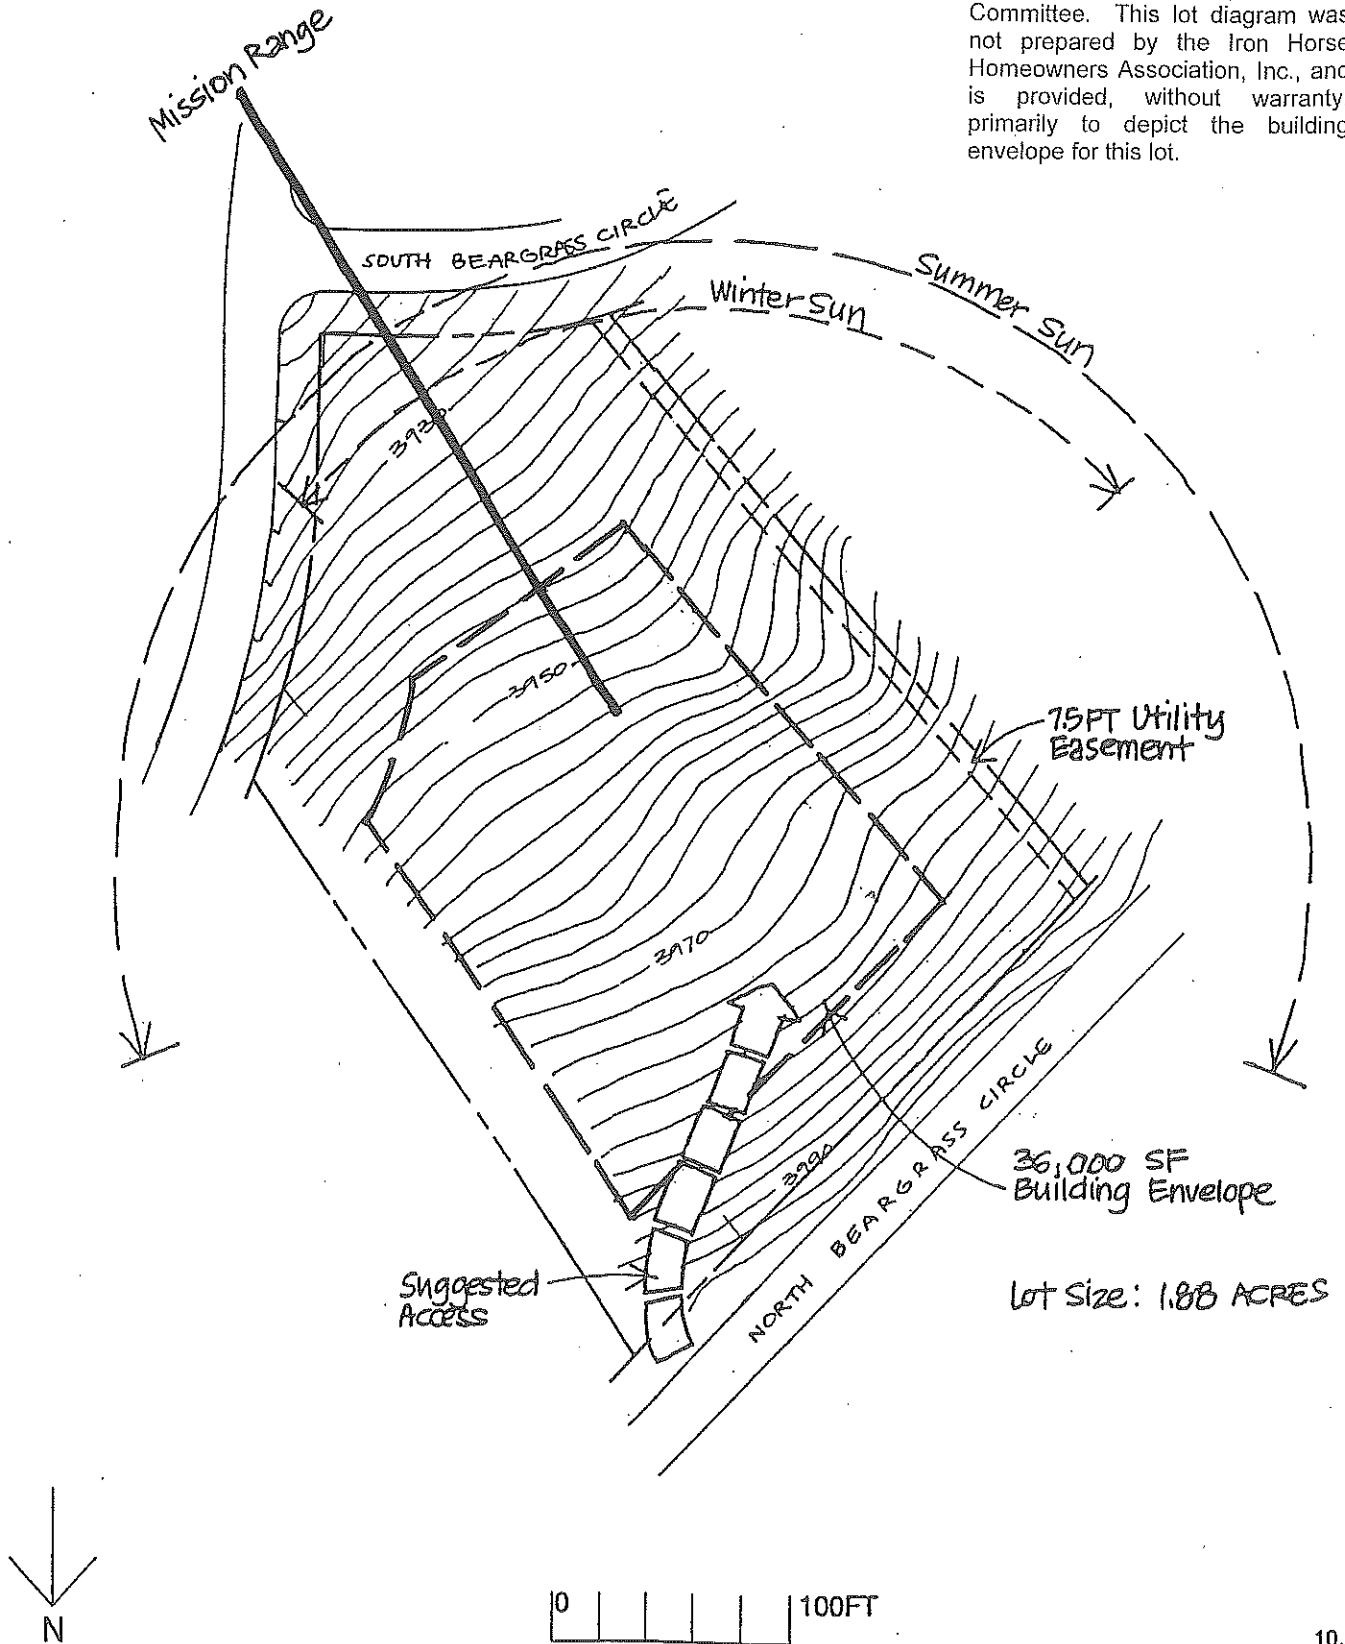 Committee. This lot diagram was
not prepared by the Iron Horse
Homeowners Association, Inc., and
is provided, without warranty,
primarily to depict the building
envelope for this lot.
Mission Range
SOUTH BEARGRASS CIRCLE
Summer Sun
Winter Sun
3930
3950
7.5FT Utility
Easement
3970
3990
NORTH BEARGRASS CIRCLE
36,000 SF
Building Envelope
Suggested
Access
Lot Size: 1.88 ACRES
N
0
100FT
10.